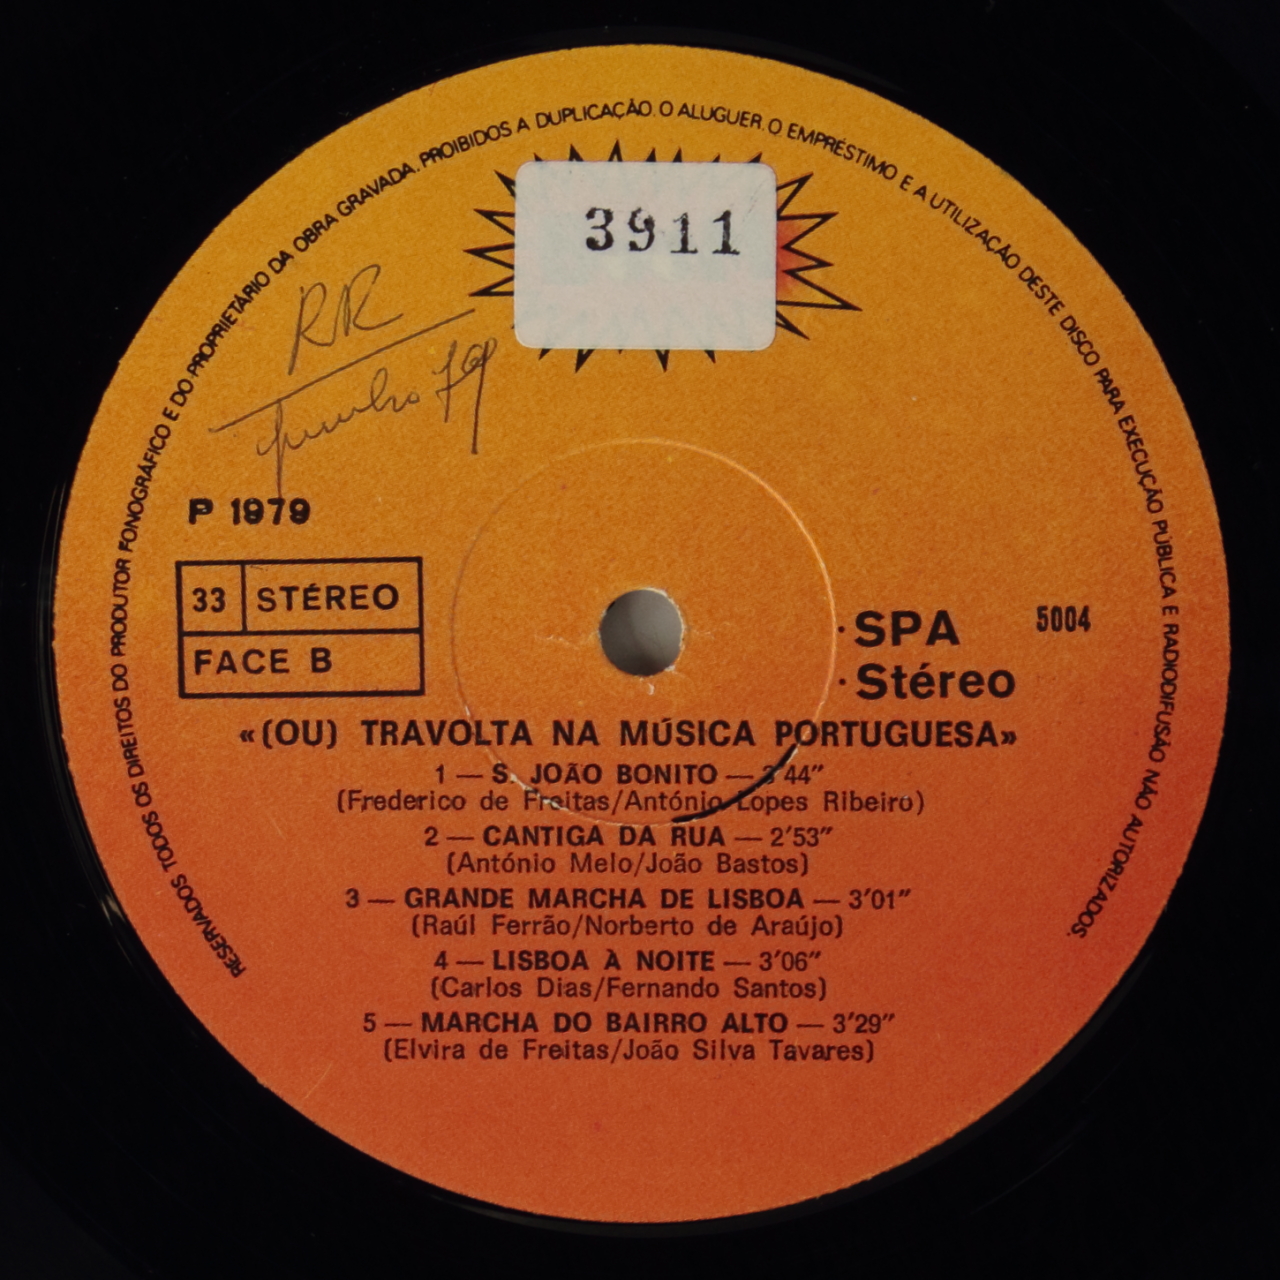 RESERVADOS TODOS OS DIREITOS DO PRODUTOR FONOGRÁFICO E DO PROPRIETÁRIO DA OBRA GRAVADA. PROIBIDOS A DUPLICAÇÃO. O ALUGUER. O EMPRÉSTIMO E A UTILIZAÇÃO DESTE DISCO PARA EXECUÇÃO PÚBLICA E RADIODIFUSÃO NÃO AUTORIZADOS.
3911
RR
Junho 79
P 1979
33 STÉREO
FACE B
·SPA 5004
·Stéreo
«(OU) TRAVOLTA NA MÚSICA PORTUGUESA»
1 — S. JOÃO BONITO — 3'44"
(Frederico de Freitas/António Lopes Ribeiro)
2 — CANTIGA DA RUA — 2'53"
(António Melo/João Bastos)
3 — GRANDE MARCHA DE LISBOA — 3'01"
(Raúl Ferrão/Norberto de Araújo)
4 — LISBOA À NOITE — 3'06"
(Carlos Dias/Fernando Santos)
5 — MARCHA DO BAIRRO ALTO — 3'29"
(Elvira de Freitas/João Silva Tavares)